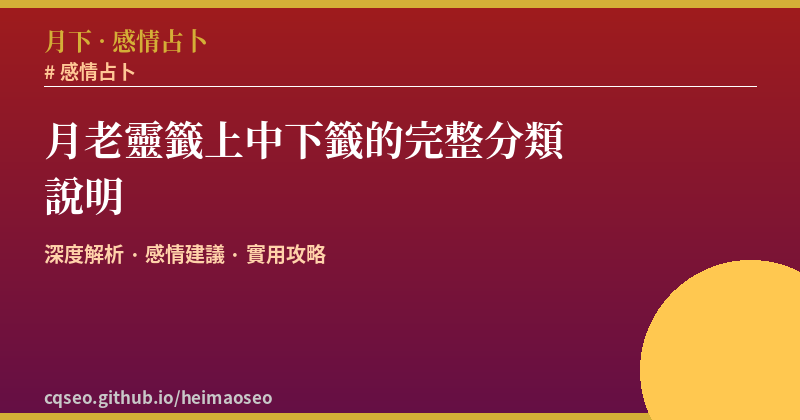 月下 · 感情占卜
# 感情占卜
月老靈籤上中下籤的完整分類
說明
深度解析 · 感情建議 · 實用攻略
cqseo.github.io/heimaoseo